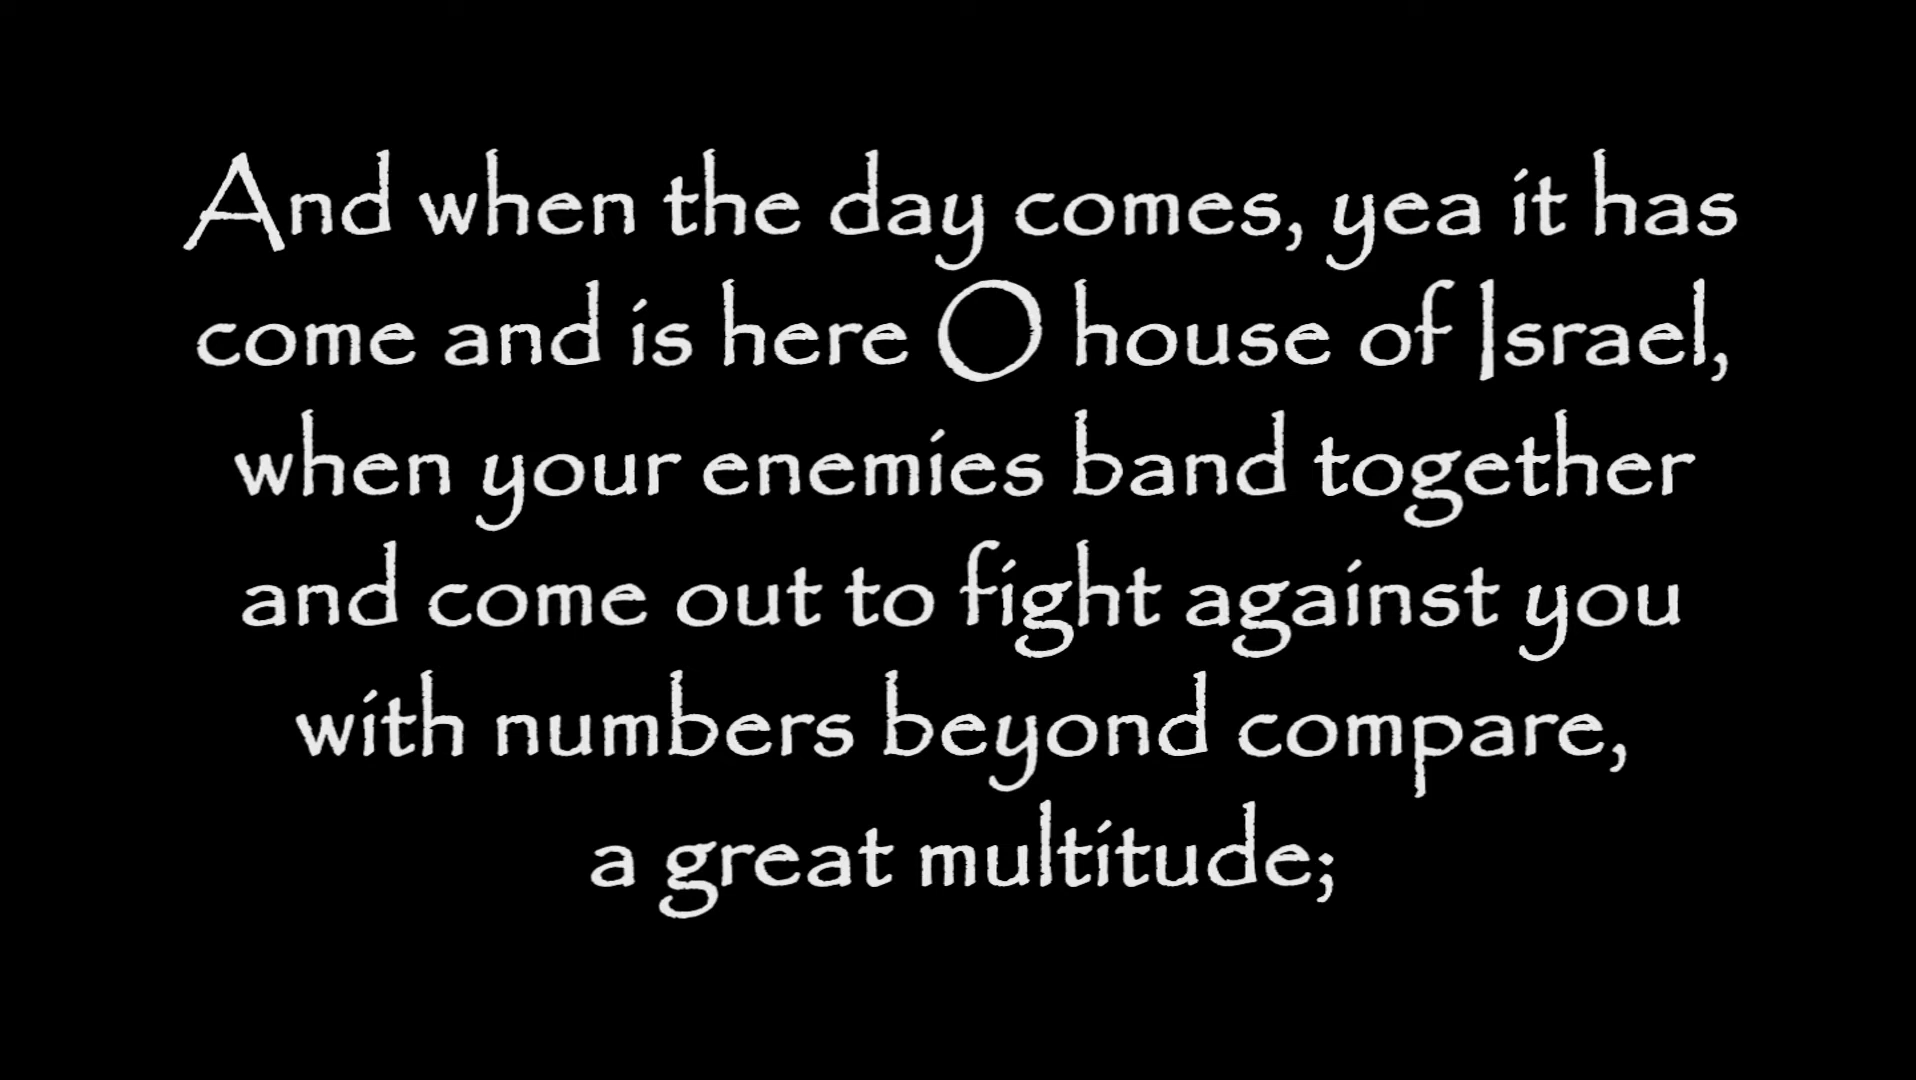 And when the day comes, yea it has
come and is here O house of Israel,
when your enemies band together
and come out to fight against you
with numbers beyond compare,
a great multitude;